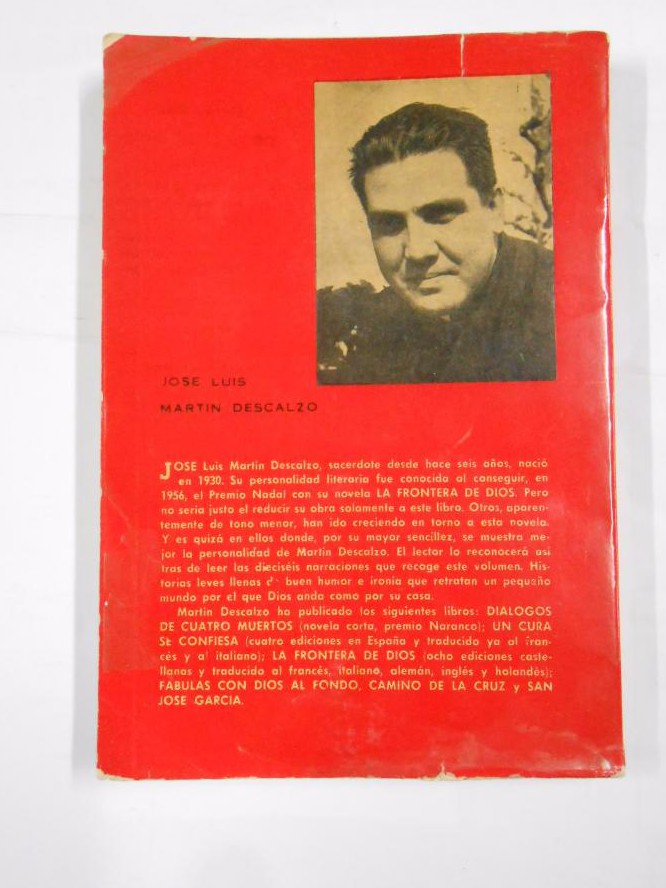 JOSE LUIS
MARTIN DESCALZO
JOSE Luis Martín Descalzo, sacerdote desde hace seis años, nació
en 1930. Su personalidad literaria fue conocida al conseguir, en
1956, el Premio Nadal con su novela LA FRONTERA DE DIOS. Pero
no sería justo el reducir su obra solamente a este libro. Otros, aparen-
temente de tono menor, han ido creciendo en torno a esta novela.
Y es quizá en ellos donde, por su mayor sencillez, se muestra me-
jor la personalidad de Martín Descalzo. El lector lo reconocerá así
tras de leer las dieciséis narraciones que recoge este volumen. His-
torias leves llenas de buen humor e ironía que retratan un pequeño
mundo por el que Dios anda como por su casa.
Martín Descalzo ha publicado los siguientes libros: DIALOGOS
DE CUATRO MUERTOS (novela corta, premio Naranco); UN CURA
SE CONFIESA (cuatro ediciones en España y traducido ya al fran-
cés y al italiano); LA FRONTERA DE DIOS (ocho ediciones caste-
llanas y traducido al francés, italiano, alemán, inglés y holandés);
FABULAS CON DIOS AL FONDO, CAMINO DE LA CRUZ y SAN
JOSE GARCIA.